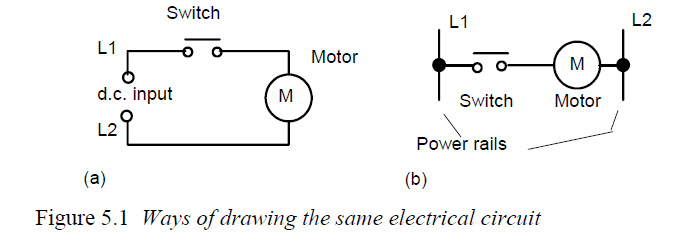 Switch
L1
Motor
d.c. input
M
L2
(a)
L1
L2
M
Switch
Motor
Power rails
(b)
Figure 5.1 Ways of drawing the same electrical circuit